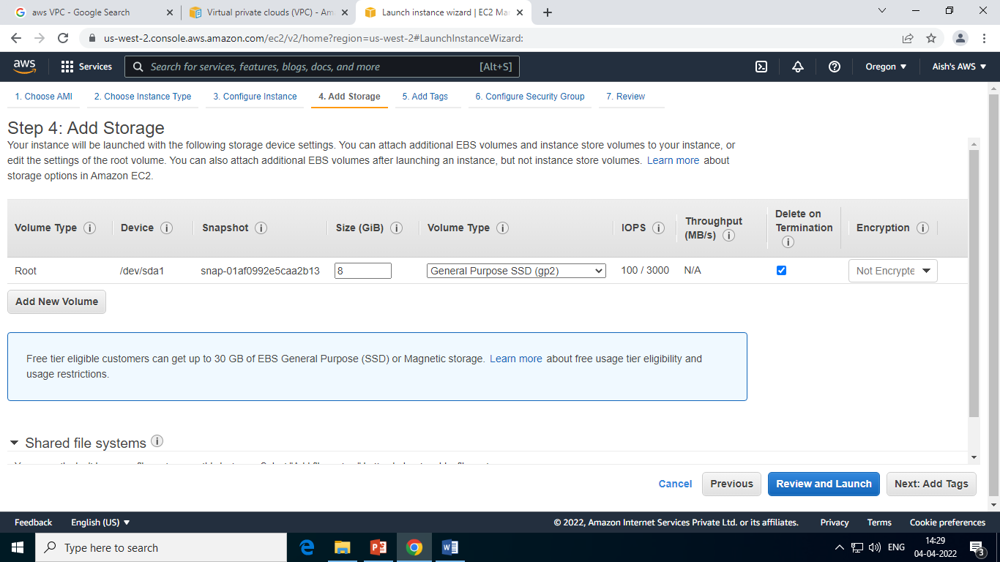 aws VPC - Google Search
Virtual private clouds (VPC) - Am
Launch instance wizard | EC2 Ma
us-west-2.console.aws.amazon.com/ec2/v2/home?region=us-west-2#LaunchInstanceWizard:
aws
Services
Search for services, features, blogs, docs, and more
[Alt+S]
Oregon
Aish's AWS
1. Choose AMI
2. Choose Instance Type
3. Configure Instance
4. Add Storage
5. Add Tags
6. Configure Security Group
7. Review
Step 4: Add Storage
Your instance will be launched with the following storage device settings. You can attach additional EBS volumes and instance store volumes to your instance, or
edit the settings of the root volume. You can also attach additional EBS volumes after launching an instance, but not instance store volumes. Learn more about
storage options in Amazon EC2.
Volume Type
Device
Snapshot
Size (GiB)
Volume Type
IOPS
Throughput
(MB/s)
Delete on
Termination
Encryption
Root
/dev/sda1
snap-01af0992e5caa2b13
8
General Purpose SSD (gp2)
100 / 3000
N/A
Not Encrypte
Add New Volume
Free tier eligible customers can get up to 30 GB of EBS General Purpose (SSD) or Magnetic storage. Learn more about free usage tier eligibility and
usage restrictions.
Shared file systems
Cancel
Previous
Review and Launch
Next: Add Tags
Feedback
English (US)
© 2022, Amazon Internet Services Private Ltd. or its affiliates.
Privacy
Terms
Cookie preferences
Type here to search
ENG
14:29
04-04-2022
3